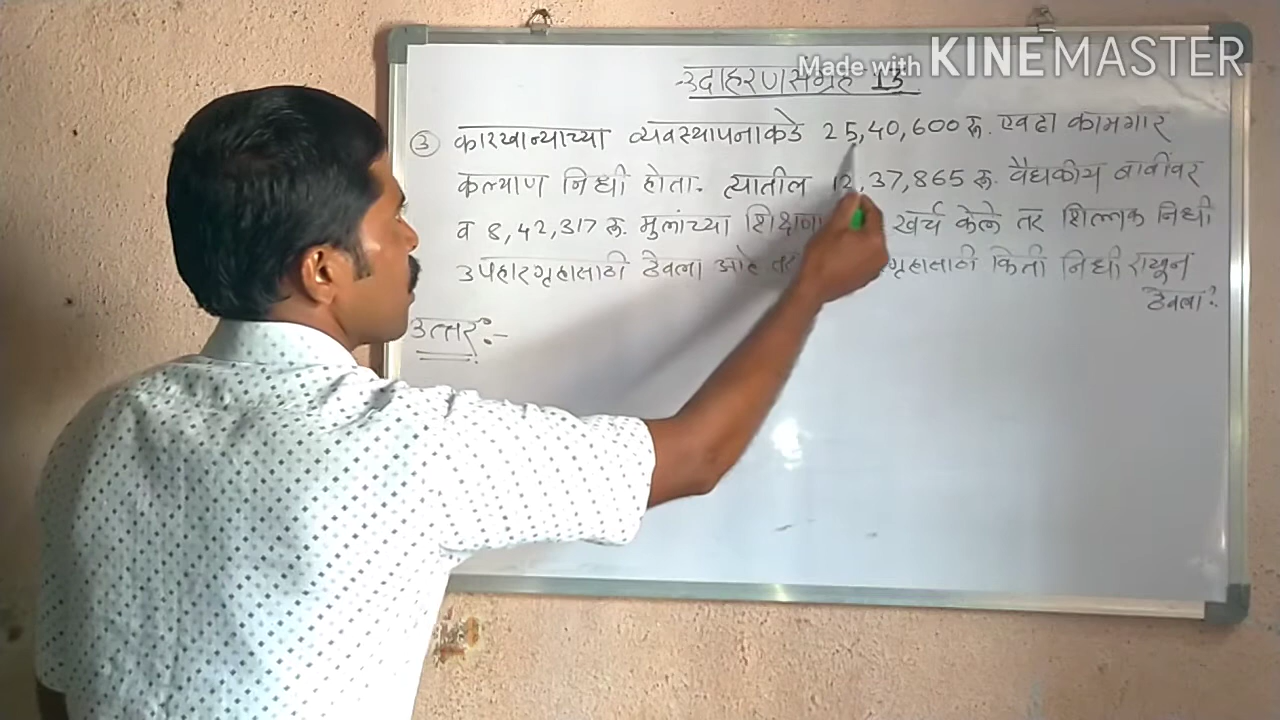 Made with KINEMASTER
उदाहरणसंग्रह 13
③ कारखान्याच्या व्यवस्थापनाकडे 25,40,600 रू. एवढा कामगार
कल्याण निधी होता. त्यातील 12,37,865 रू. वैद्यकीय बाबींवर
व 8,42,317 रू. मुलांच्या खर्च केले तर शिल्लक निधी
उपहारगृहासाठी ठेवला आहे तर गृहासाठी किती निधी राखून
ठेवला?
उत्तर:-